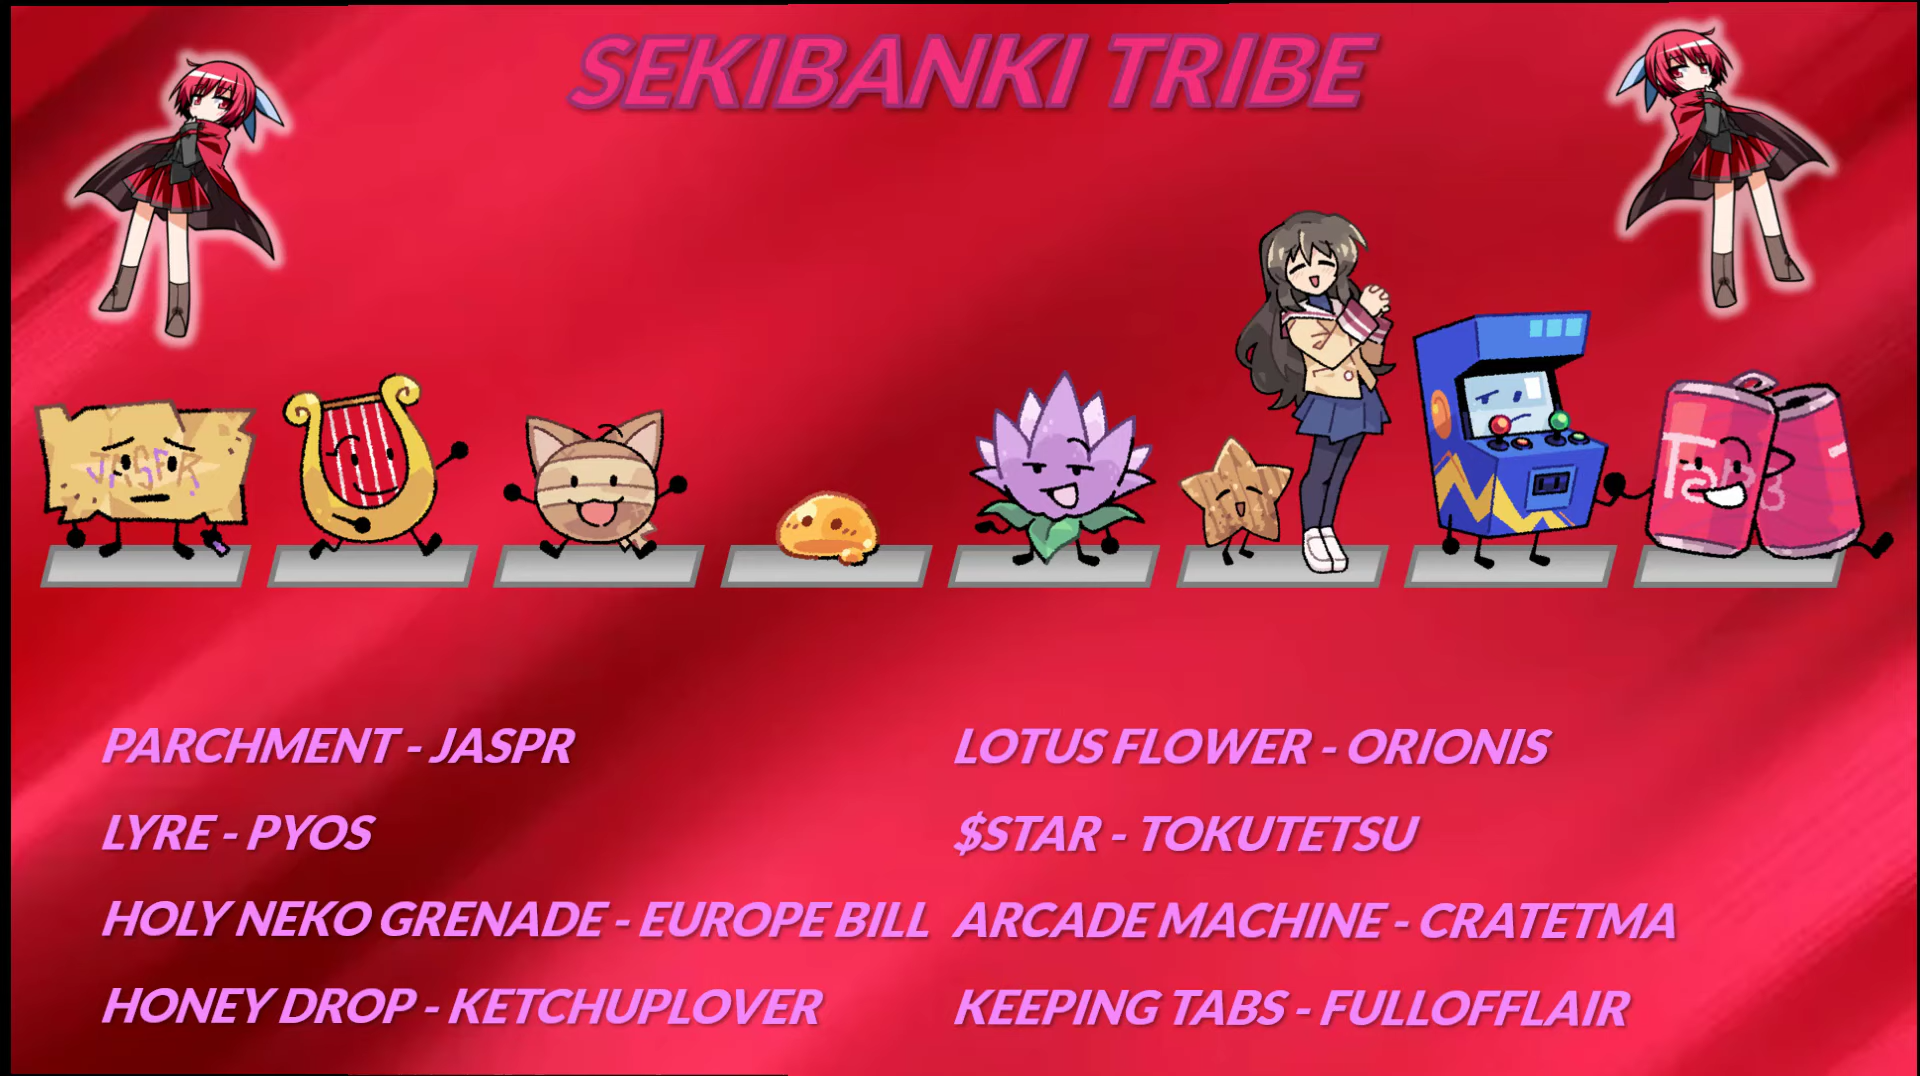 SEKIBANKI TRIBE
JASPR
Tab
PARCHMENT - JASPR
LYRE - PYOS
HOLY NEKO GRENADE - EUROPE BILL
HONEY DROP - KETCHUPLOVER
LOTUS FLOWER - ORIONIS
$STAR - TOKUTETSU
ARCADE MACHINE - CRATETMA
KEEPING TABS - FULLOFFLAIR